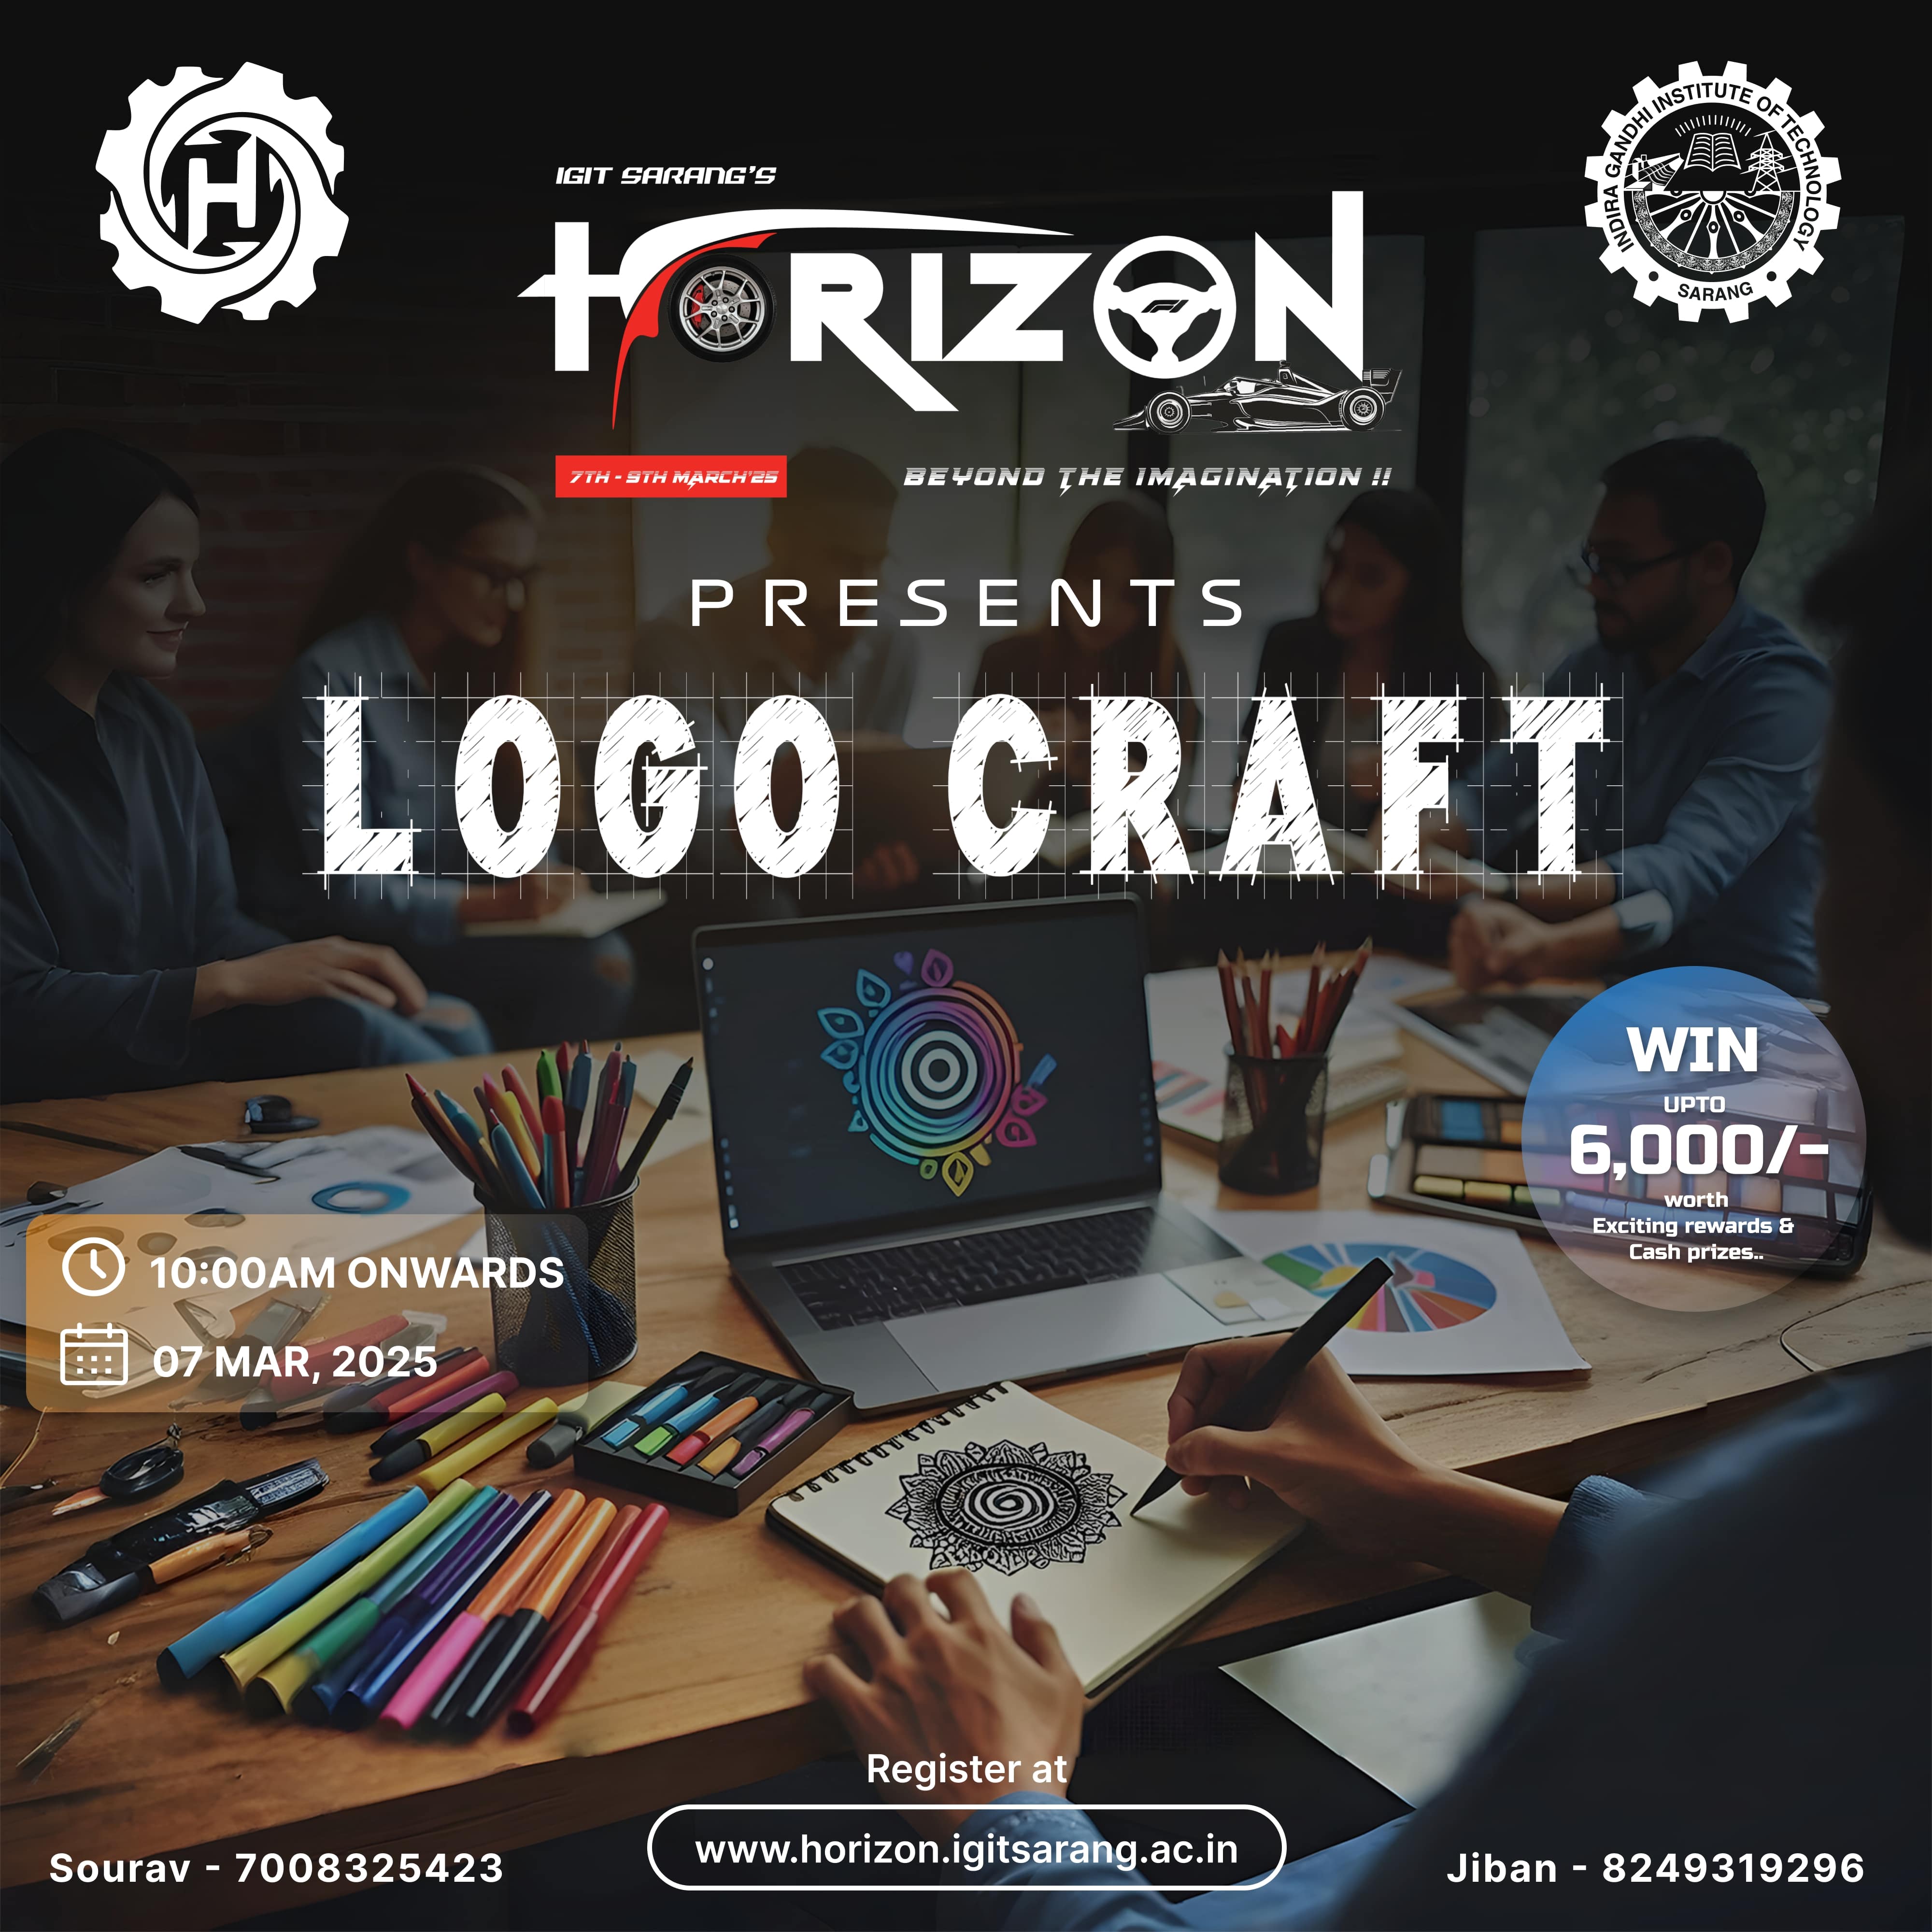 H
INDIRA GANDHI INSTITUTE OF TECHNOLOGY
SARANG
IGIT SARANG'S
HORIZON
7TH - 9TH MARCH'25
BEYOND THE IMAGINATION !!
PRESENTS
LOGO CRAFT
WIN
UPTO
6,000/-
worth
Exciting rewards &
Cash prizes..
10:00AM ONWARDS
07 MAR, 2025
Register at
www.horizon.igitsarang.ac.in
Sourav - 7008325423
Jiban - 8249319296